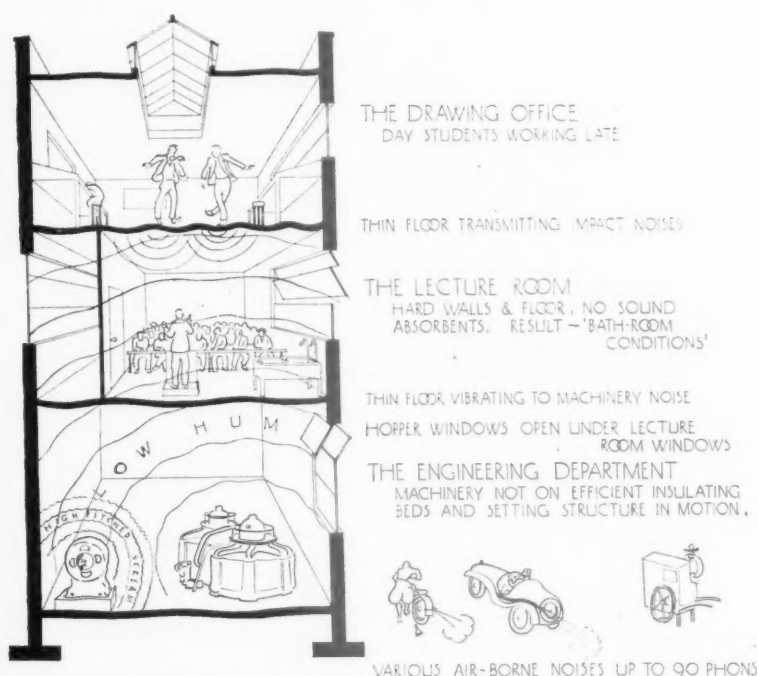 THE DRAWING OFFICE
DAY STUDENTS WORKING LATE
THIN FLOOR TRANSMITTING IMPACT NOISES
THE LECTURE ROOM
HARD WALLS & FLOOR. NO SOUND
ABSORBENTS. RESULT ~ 'BATH-ROOM
CONDITIONS'
THIN FLOOR VIBRATING TO MACHINERY NOISE
HOPPER WINDOWS OPEN UNDER LECTURE
ROOM WINDOWS
LOW HUM
THE ENGINEERING DEPARTMENT
MACHINERY NOT ON EFFICIENT INSULATING
BEDS AND SETTING STRUCTURE IN MOTION.
HIGH PITCHED SCREAM
VARIOUS AIR-BORNE NOISES UP TO 90 PHONS